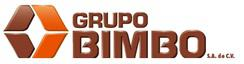 GRUPO
BIMBO S.A. de C.V.